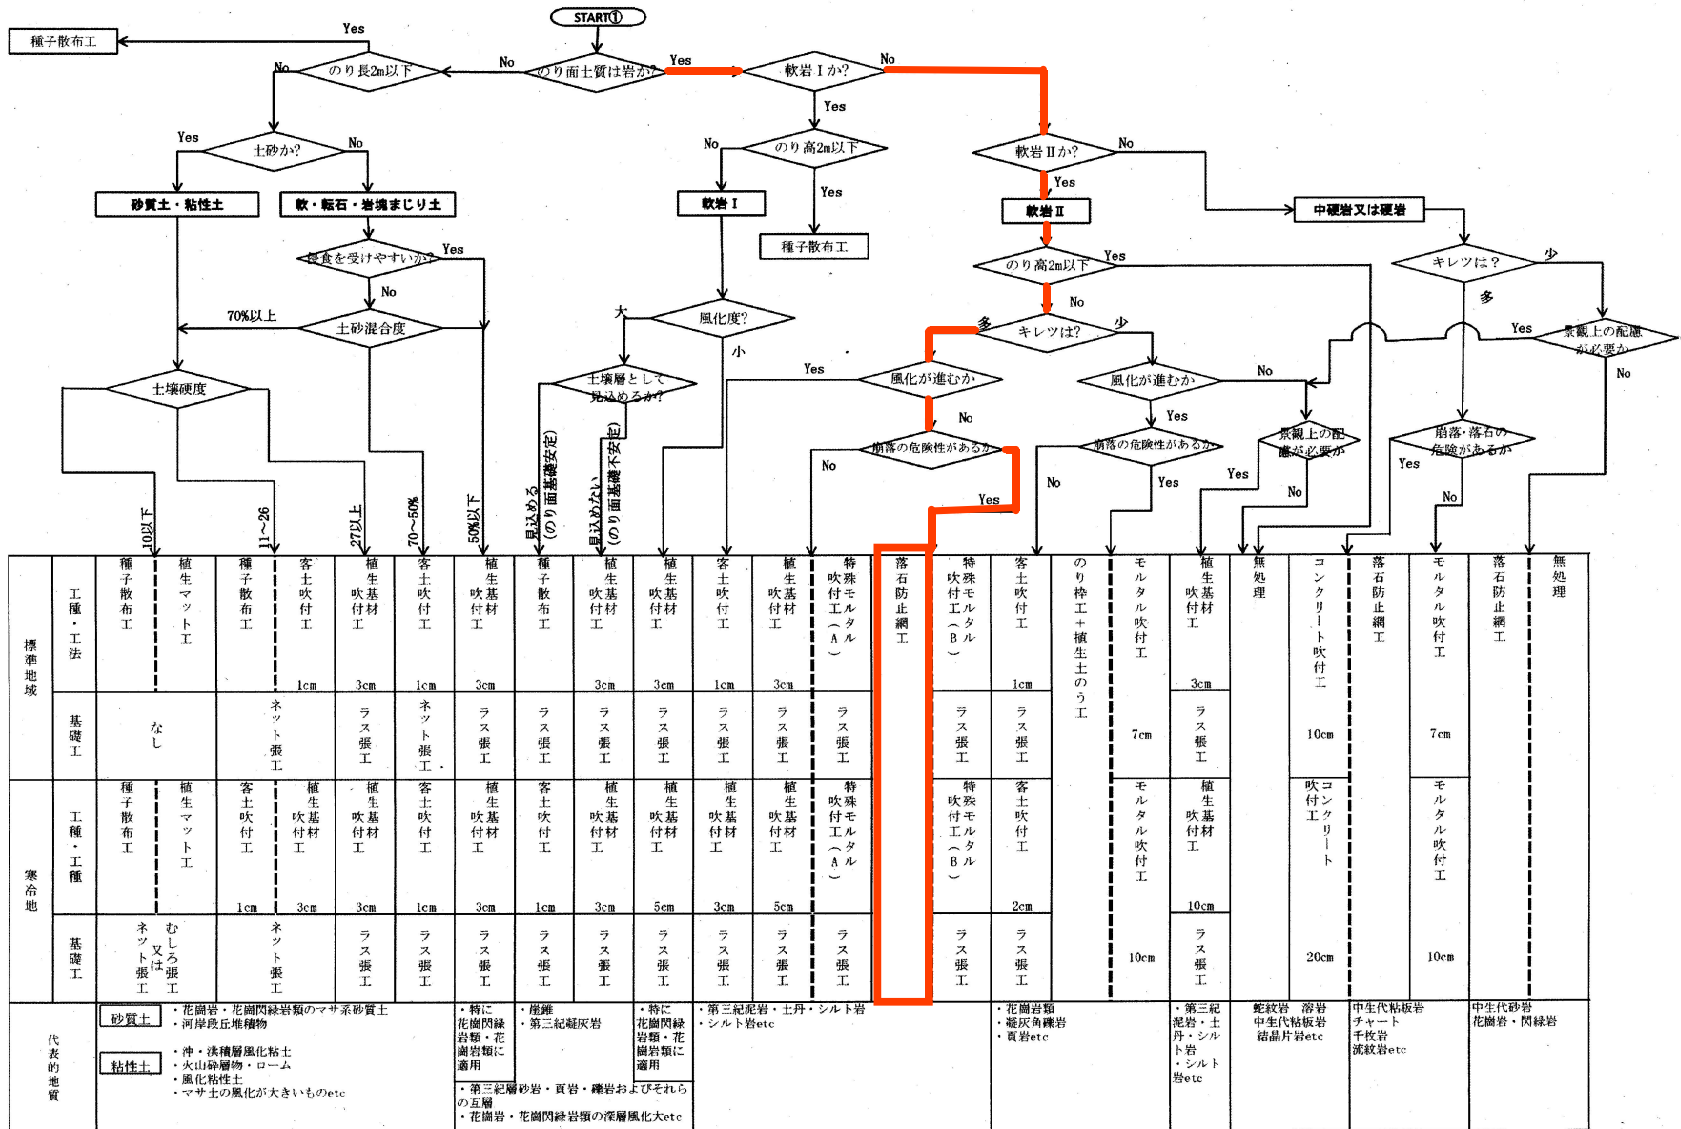 START①
種子散布工
Yes
のり長2m以下
No
のり面土質は岩か?
Yes
軟岩Ⅰか?
No
No
Yes
Yes
土砂か?
No
No
のり高2m以下
軟岩Ⅱか?
No
Yes
Yes
砂質土・粘性土
軟・転石・岩塊まじり土
軟岩Ⅰ
軟岩Ⅱ
中硬岩又は硬岩
種子散布工
侵食を受けやすいか?
Yes
のり高2m以下
Yes
キレツは?
少
No
No
多
70%以上
土砂混合度
大
風化度?
小
多
キレツは?
少
Yes
景観上の配慮
が必要か
No
土壌硬度
土壌層として
見込めるか?
Yes
風化が進むか
No
風化が進むか
No
Yes
崩落の危険性があるか
No
Yes
崩落の危険性があるか
No
Yes
景観上の配
慮が必要か
Yes
No
崩落・落石の
危険があるか
Yes
No
10以下
11~26
27以上
70~50%
50%以下
見込める
(のり面基礎安定)
見込めない
(のり面基礎不安定)
標準地域
工種・工法
種子散布工
植生マット工
種子散布工
客土吹付工
1cm
植生基材吹付工
3cm
客土吹付工
1cm
植生基材吹付工
3cm
種子散布工
植生基材吹付工
3cm
植生基材吹付工
3cm
客土吹付工
1cm
植生基材吹付工
3cm
特殊モルタル吹付工(A)
落石防止網工
特殊モルタル吹付工(B)
客土吹付工
1cm
のり枠工+植生土のう工
モルタル吹付工
7cm
植生基材吹付工
3cm
無処理
コンクリート吹付工
10cm
落石防止網工
モルタル吹付工
7cm
落石防止網工
無処理
基礎工
なし
ネット張工
ラス張工
ネット張工
ラス張工
ラス張工
ラス張工
ラス張工
ラス張工
ラス張工
ラス張工
ラス張工
ラス張工
ラス張工
寒冷地
工種・工種
種子散布工
植生マット工
客土吹付工
1cm
植生基材吹付工
3cm
植生基材吹付工
3cm
客土吹付工
1cm
植生基材吹付工
3cm
客土吹付工
1cm
植生基材吹付工
3cm
植生基材吹付工
5cm
植生基材吹付工
3cm
植生基材吹付工
5cm
特殊モルタル吹付工(A)
特殊モルタル吹付工(B)
客土吹付工
2cm
モルタル吹付工
10cm
植生基材吹付工
10cm
コンクリート吹付工
20cm
モルタル吹付工
10cm
基礎工
むしろ張工
又は
ネット張工
ネット張工
ラス張工
ラス張工
ラス張工
ラス張工
ラス張工
ラス張工
ラス張工
ラス張工
ラス張工
ラス張工
ラス張工
ラス張工
代表的地質
砂質土
・花崗岩・花崗閃緑岩類のマサ系砂質土
・河岸段丘堆積物
粘性土
・沖・洪積層風化粘土
・火山砕屑物・ローム
・風化粘性土
・マサ土の風化が大きいものetc
・特に
花崗閃緑
岩類・花
崗岩類に
適用
・崖錐
・第三紀凝灰岩
・特に
花崗閃緑
岩類・花
崗岩類に
適用
・第三紀層砂岩・頁岩・礫岩およびそれら
の互層
・花崗岩・花崗閃緑岩類の深層風化大etc
・第三紀泥岩・土丹・シルト岩
・シルト岩etc
・花崗岩類
・凝灰角礫岩
・頁岩etc
・第三紀
泥岩・土
丹・シル
ト岩
・シルト
岩etc
蛇紋岩 溶岩
中生代粘板岩
結晶片岩etc
中生代粘板岩
チャート
千枚岩
流紋岩etc
中生代砂岩
花崗岩・閃緑岩